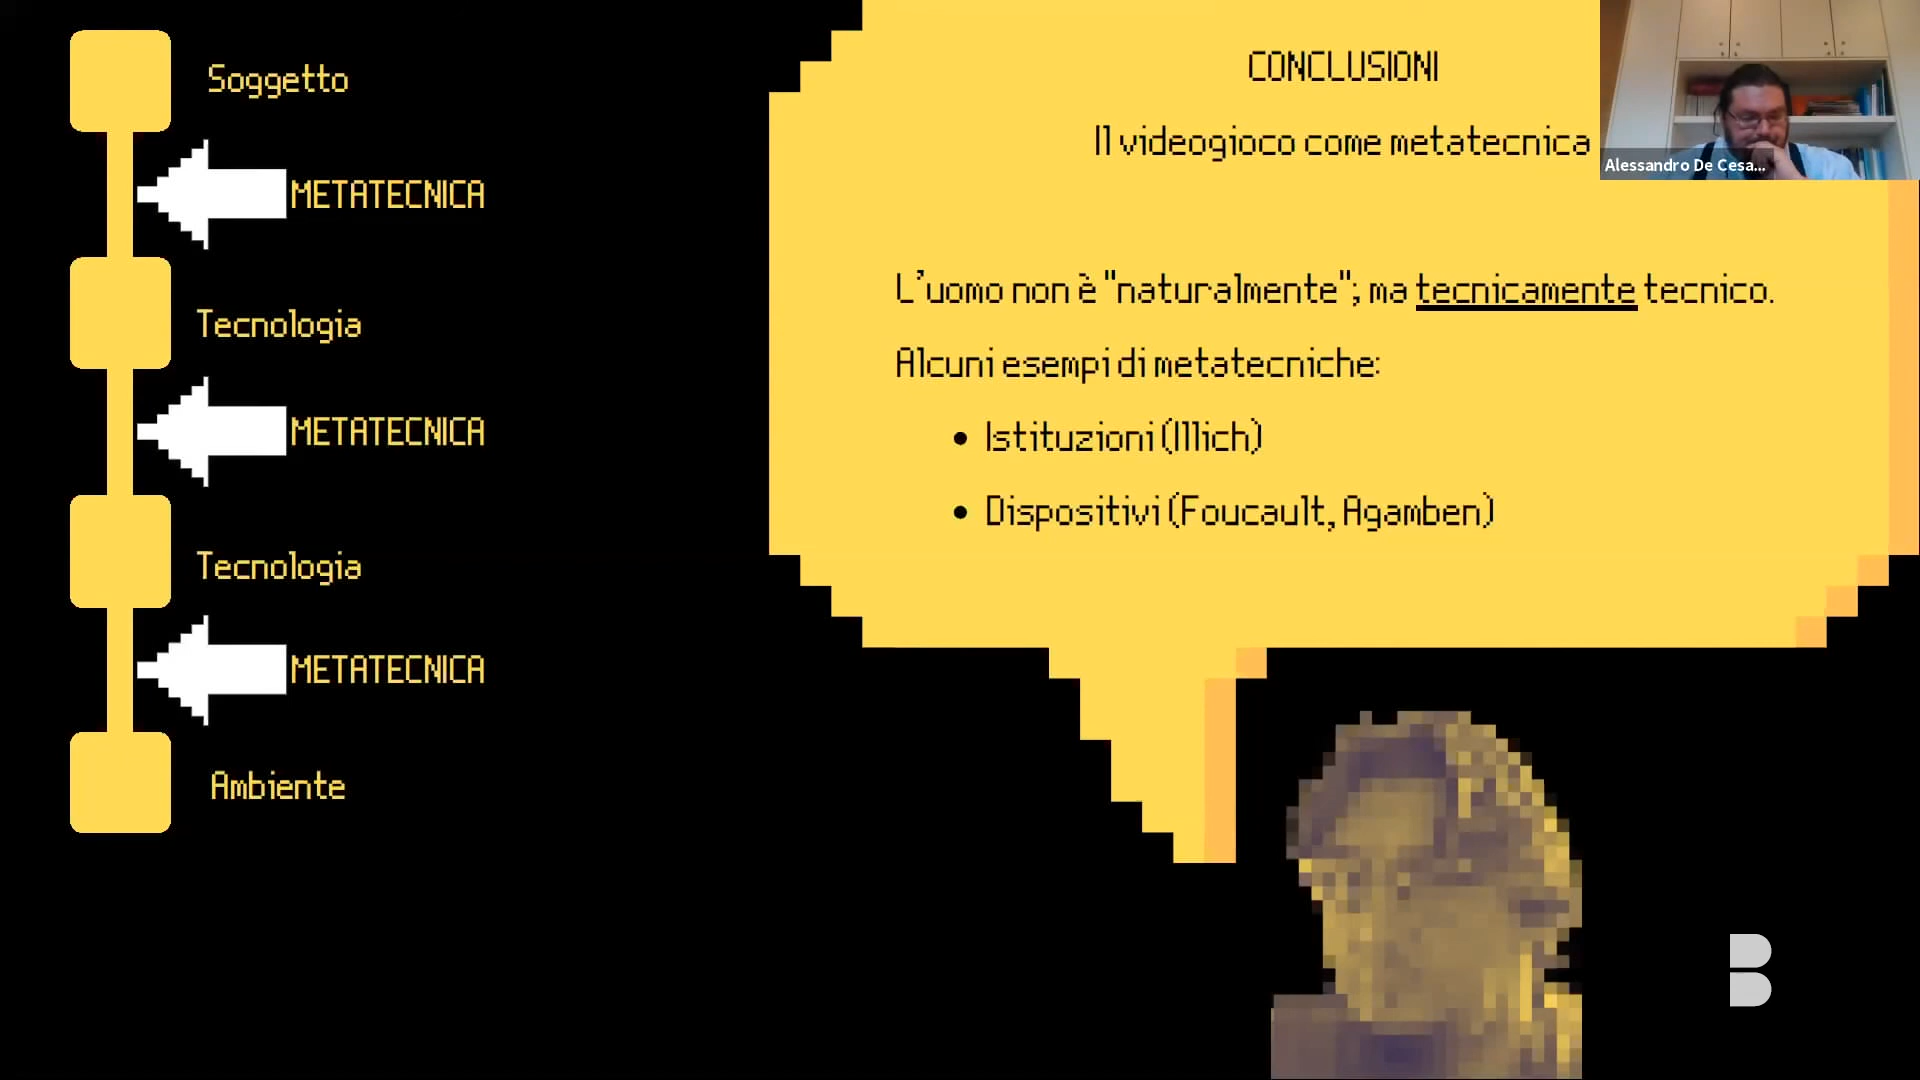 Soggetto
METATECNICA
Tecnologia
METATECNICA
Tecnologia
METATECNICA
Ambiente
CONCLUSIONI
Il videogioco come metatecnica
L'uomo non è "naturalmente"; ma tecnicamente tecnico.
Alcuni esempi di metatecniche:
• Istituzioni (Illich)
• Dispositivi (Foucault, Agamben)
Alessandro De Cesa...